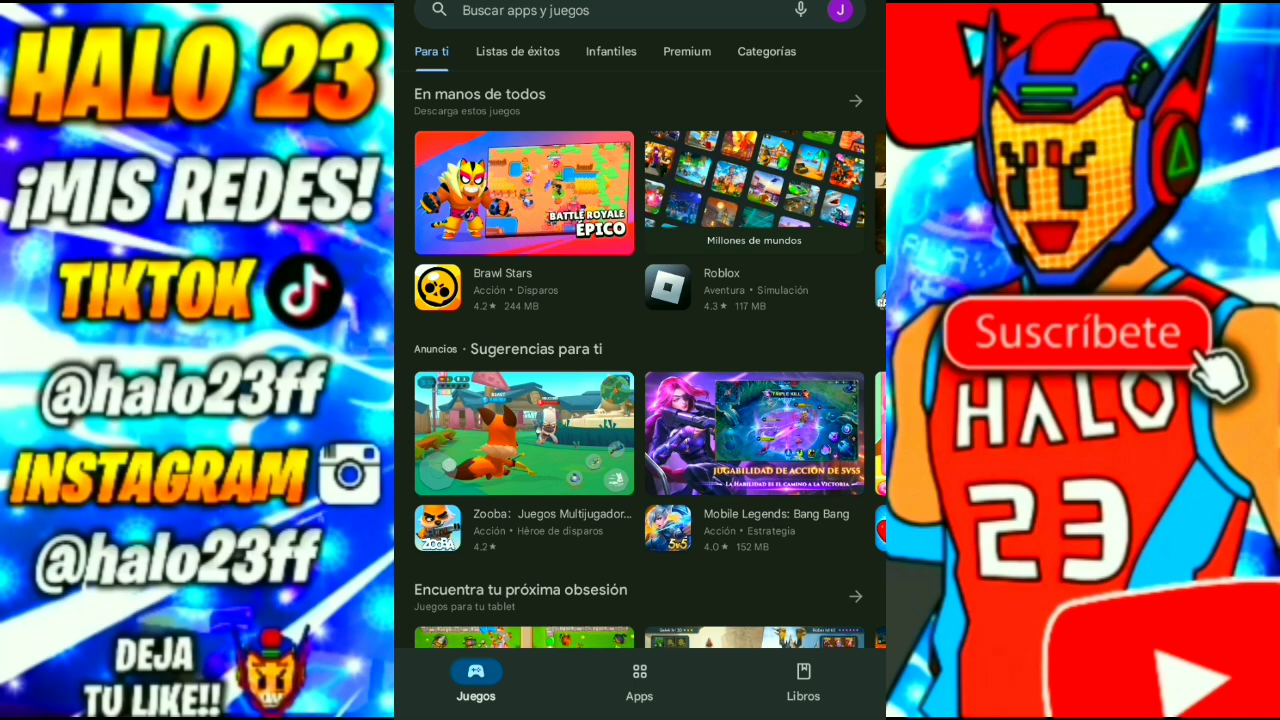 HALO 23
¡MIS REDES!
TIKTOK
@halo23ff
INSTAGRAM
@halo23ff
DEJA
TU LIKE!!
Buscar apps y juegos
J
Para ti
Listas de éxitos
Infantiles
Premium
Categorías
En manos de todos
Descarga estos juegos
BATTLE ROYALE
ÉPICO
Millones de mundos
Brawl Stars
Acción • Disparos
4.2★ 244 MB
Roblox
Aventura • Simulación
4.3★ 117 MB
Anuncios • Sugerencias para ti
TRIPLE KILL
JUGABILIDAD DE ACCIÓN DE 5VS5
La Habilidad es el camino a la Victoria
ZOOBA
Zooba: Juegos Multijugador...
Acción • Héroe de disparos
4.2★
5v5
Mobile Legends: Bang Bang
Acción • Estrategia
4.0★ 152 MB
Encuentra tu próxima obsesión
Juegos para tu tablet
Juegos
Apps
Libros
Suscríbete
HALO
23